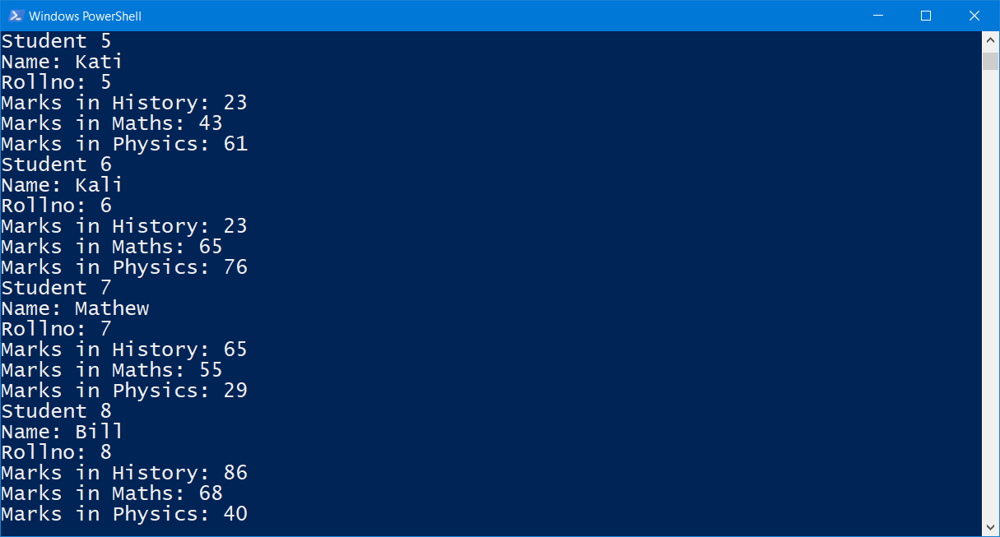 Windows PowerShell
Student 5
Name: Kati
Rollno: 5
Marks in History: 23
Marks in Maths: 43
Marks in Physics: 61
Student 6
Name: Kali
Rollno: 6
Marks in History: 23
Marks in Maths: 65
Marks in Physics: 76
Student 7
Name: Mathew
Rollno: 7
Marks in History: 65
Marks in Maths: 55
Marks in Physics: 29
Student 8
Name: Bill
Rollno: 8
Marks in History: 86
Marks in Maths: 68
Marks in Physics: 40